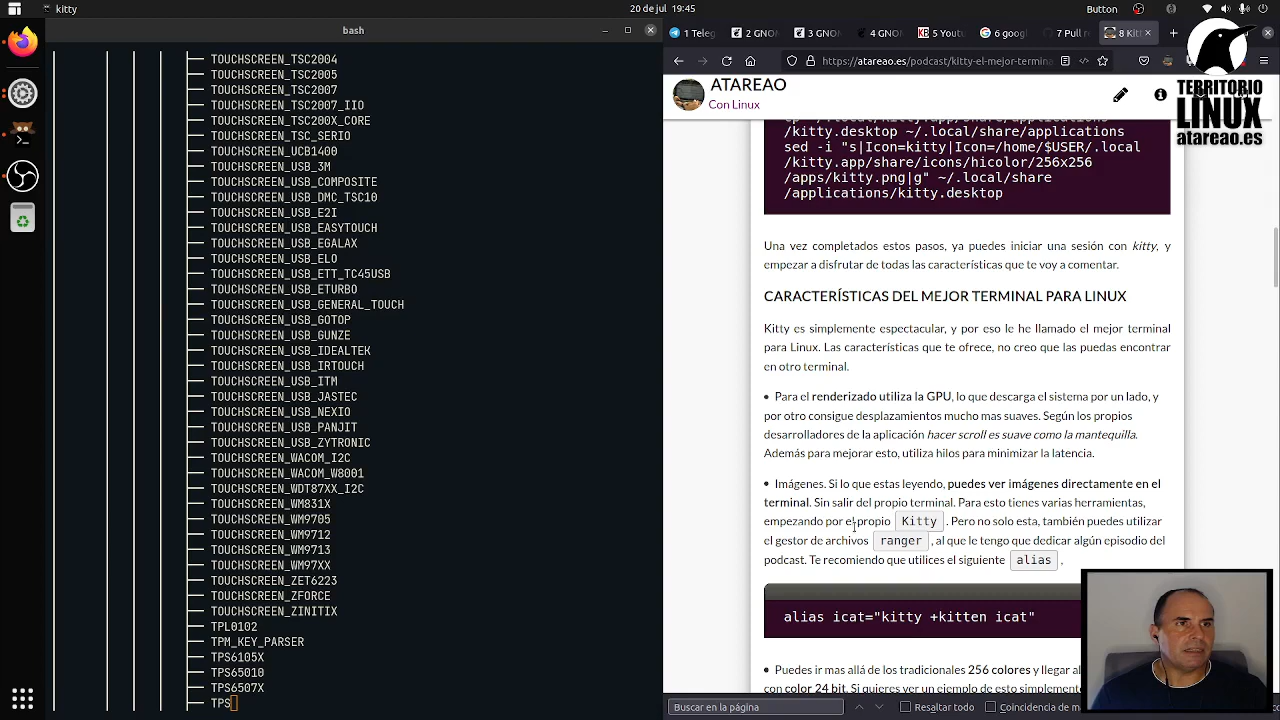 kitty
20 de jul 19:45
Button
bash
TOUCHSCREEN_TSC2004
TOUCHSCREEN_TSC2005
TOUCHSCREEN_TSC2007
TOUCHSCREEN_TSC2007_IIO
TOUCHSCREEN_TSC200X_CORE
TOUCHSCREEN_TSC_SERIO
TOUCHSCREEN_UCB1400
TOUCHSCREEN_USB_3M
TOUCHSCREEN_USB_COMPOSITE
TOUCHSCREEN_USB_DMC_TSC10
TOUCHSCREEN_USB_E2I
TOUCHSCREEN_USB_EASYTOUCH
TOUCHSCREEN_USB_EGALAX
TOUCHSCREEN_USB_ELO
TOUCHSCREEN_USB_ETT_TC45USB
TOUCHSCREEN_USB_ETURBO
TOUCHSCREEN_USB_GENERAL_TOUCH
TOUCHSCREEN_USB_GOTOP
TOUCHSCREEN_USB_GUNZE
TOUCHSCREEN_USB_IDEALTEK
TOUCHSCREEN_USB_IRTOUCH
TOUCHSCREEN_USB_ITM
TOUCHSCREEN_USB_JASTEC
TOUCHSCREEN_USB_NEXIO
TOUCHSCREEN_USB_PANJIT
TOUCHSCREEN_USB_ZYTRONIC
TOUCHSCREEN_WACOM_I2C
TOUCHSCREEN_WACOM_W8001
TOUCHSCREEN_WDT87XX_I2C
TOUCHSCREEN_WM831X
TOUCHSCREEN_WM9705
TOUCHSCREEN_WM9712
TOUCHSCREEN_WM9713
TOUCHSCREEN_WM97XX
TOUCHSCREEN_ZET6223
TOUCHSCREEN_ZFORCE
TOUCHSCREEN_ZINITIX
TPL0102
TPM_KEY_PARSER
TPS6105X
TPS65010
TPS6507X
TPS
1 Teleg 2 GNO 3 GNO 4 GNO 5 Youtu 6 googl 7 Pull r 8 Kitt
https://atareao.es/podcast/kitty-el-mejor-termina
ATAREAO
Con Linux
TERRITORIO
LINUX
atareao.es
/kitty.desktop ~/.local/share/applications
sed -i "s|Icon=kitty|Icon=/home/$USER/.local
/kitty.app/share/icons/hicolor/256x256
/apps/kitty.png|g" ~/.local/share
/applications/kitty.desktop
Una vez completados estos pasos, ya puedes iniciar una sesión con kitty, y
empezar a disfrutar de todas las características que te voy a comentar.
CARACTERÍSTICAS DEL MEJOR TERMINAL PARA LINUX
Kitty es simplemente espectacular, y por eso le he llamado el mejor terminal
para Linux. Las características que te ofrece, no creo que las puedas encontrar
en otro terminal.
• Para el renderizado utiliza la GPU, lo que descarga el sistema por un lado, y
por otro consigue desplazamientos mucho mas suaves. Según los propios
desarrolladores de la aplicación hacer scroll es suave como la mantequilla.
Además para mejorar esto, utiliza hilos para minimizar la latencia.
• Imágenes. Si lo que estas leyendo, puedes ver imágenes directamente en el
terminal. Sin salir del propio terminal. Para esto tienes varias herramientas,
empezando por el propio Kitty . Pero no solo esta, también puedes utilizar
el gestor de archivos ranger , al que le tengo que dedicar algún episodio del
podcast. Te recomiendo que utilices el siguiente alias .
alias icat="kitty +kitten icat"
• Puedes ir mas allá de los tradicionales 256 colores y llegar al
con color 24 bit. Si quieres ver un ejemplo de esto simplement
Buscar en la página
Resaltar todo
Coincidencia de m